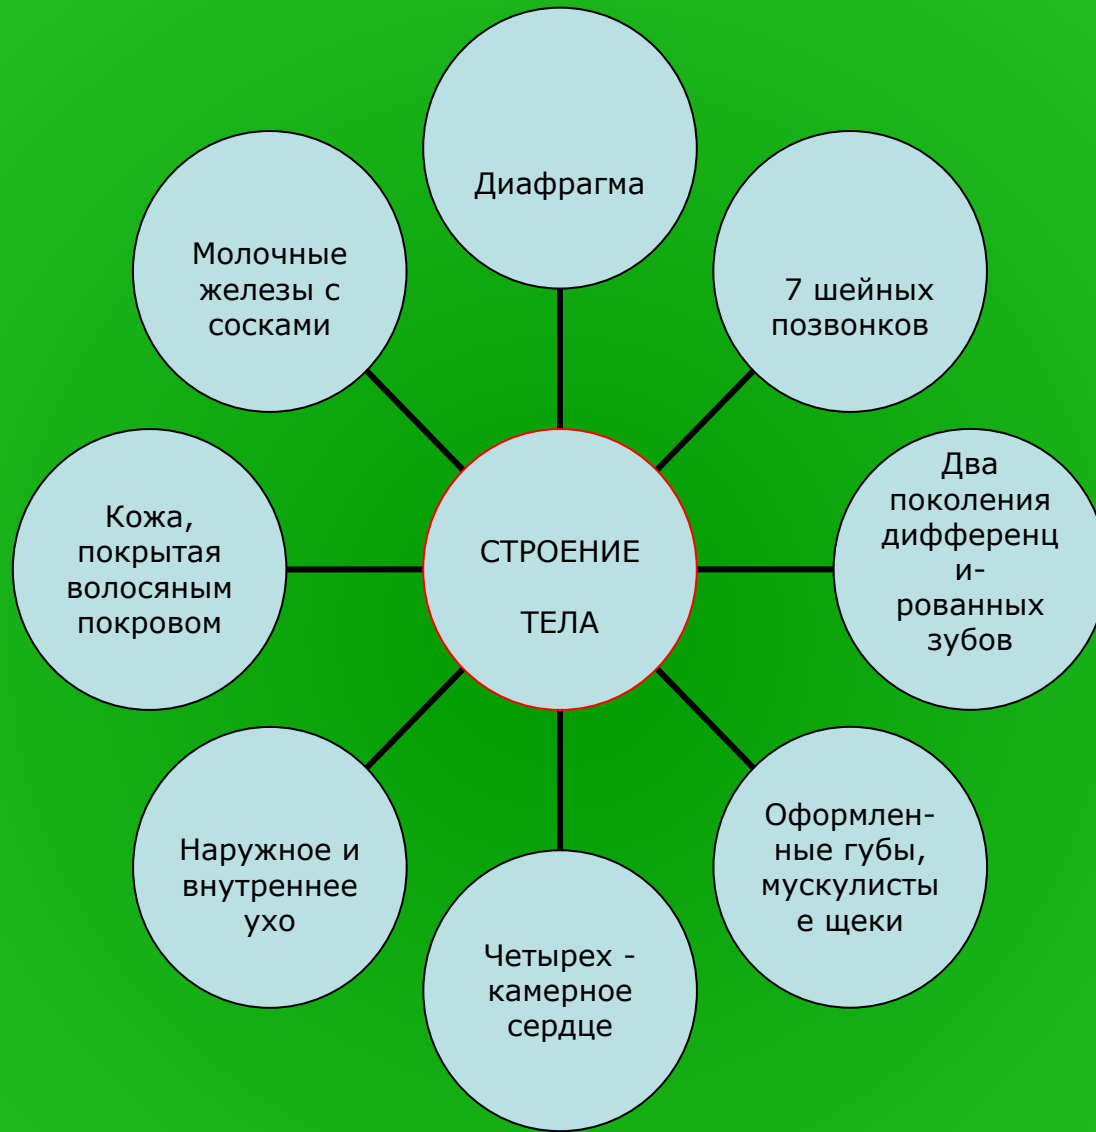 Диафрагма
7 шейных
позвонков
Два
поколения
дифференц
и-
рованных
зубов
Оформлен-
ные губы,
мускулисты
е щеки
Четырех -
камерное
сердце
Наружное и
внутреннее
ухо
Кожа,
покрытая
волосяным
покровом
Молочные
железы с
сосками
СТРОЕНИЕ
ТЕЛА